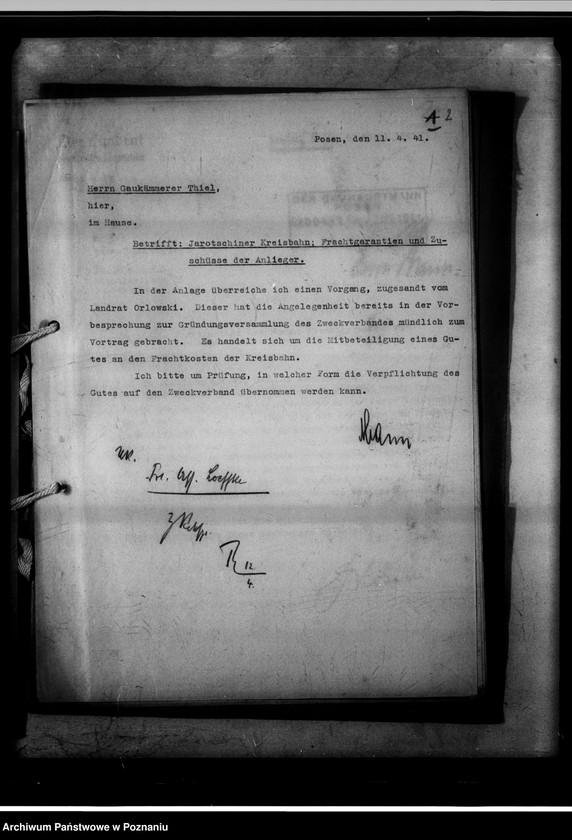 A 2
Posen, den 11. 4. 41.
Herrn Gaukämmerer Thiel,
hier,
im Hause.
Betrifft: Jarotschiner Kreisbahn; Frachtgarantien und Zu-
schüsse der Anlieger.
In der Anlage überreiche ich einen Vorgang, zugesandt vom
Landrat Orlowski. Dieser hat die Angelegenheit bereits in der Vor-
besprechung zur Gründungsversammlung des Zweckverbandes mündlich zum
Vortrag gebracht. Es handelt sich um die Mitbeteiligung eines Gu-
tes an den Frachtkosten der Kreisbahn.
Ich bitte um Prüfung, in welcher Form die Verpflichtung des
Gutes auf den Zweckverband übernommen werden kann.
12
4.
Archiwum Państwowe w Poznaniu